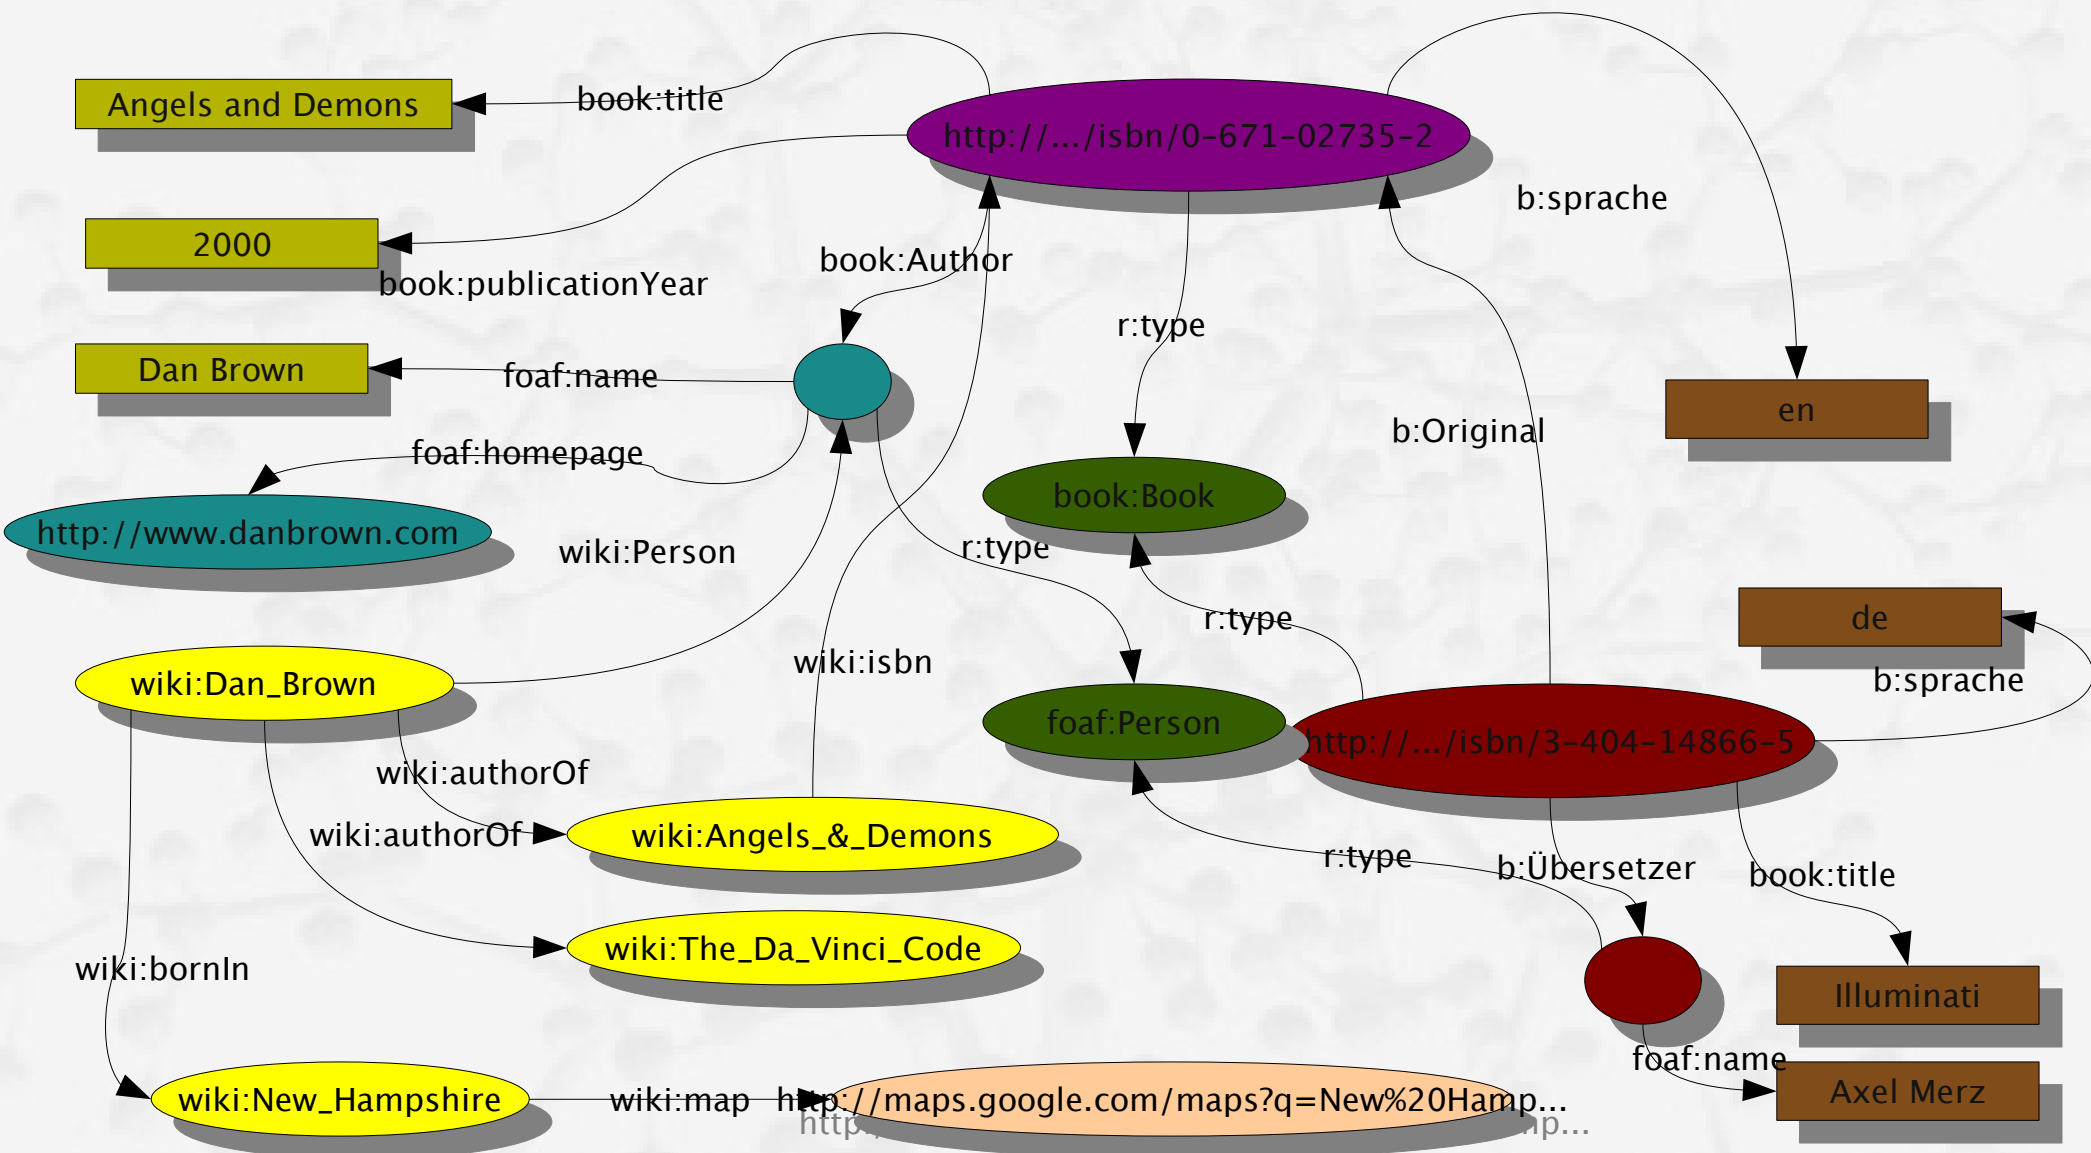 Angels and Demons
book:title
http://.../isbn/0-671-02735-2
b:sprache
2000
book:publicationYear
book:Author
r:type
Dan Brown
foaf:name
en
b:Original
foaf:homepage
book:Book
http://www.danbrown.com
wiki:Person
r:type
r:type
de
b:sprache
wiki:Dan_Brown
wiki:isbn
foaf:Person
http://.../isbn/3-404-14866-5
wiki:authorOf
wiki:authorOf
wiki:Angels_&_Demons
r:type
b:Übersetzer
book:title
wiki:The_Da_Vinci_Code
wiki:bornIn
Illuminati
foaf:name
wiki:New_Hampshire
wiki:map
http://maps.google.com/maps?q=New%20Hamp...
Axel Merz